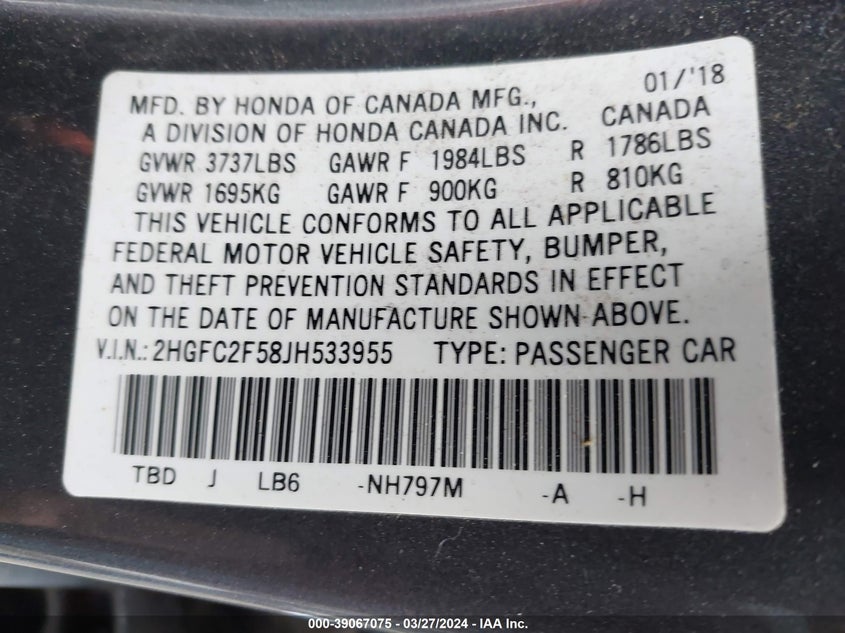 MFD. BY HONDA OF CANADA MFG., 01/'18
A DIVISION OF HONDA CANADA INC. CANADA
GVWR 3737LBS GAWR F 1984LBS R 1786LBS
GVWR 1695KG GAWR F 900KG R 810KG
THIS VEHICLE CONFORMS TO ALL APPLICABLE
FEDERAL MOTOR VEHICLE SAFETY, BUMPER,
AND THEFT PREVENTION STANDARDS IN EFFECT
ON THE DATE OF MANUFACTURE SHOWN ABOVE.
V.I.N.: 2HGFC2F58JH533955 TYPE: PASSENGER CAR
TBD J LB6 -NH797M -A -H
000-39067075 - 03/27/2024 - IAA Inc.